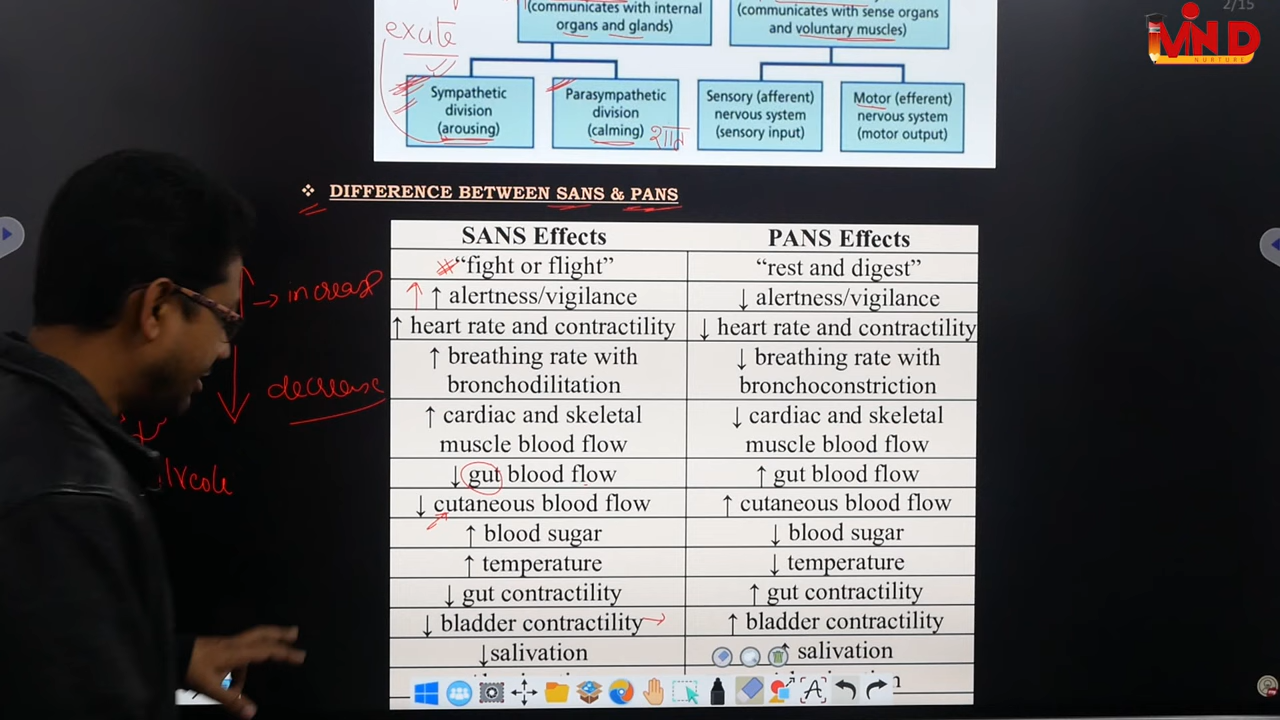 2/15
MIND
NURTURE
(communicates with internal
organs and glands)
(communicates with sense organs
and voluntary muscles)
excite
Sympathetic
division
(arousing)
Parasympathetic
division
(calming)
शांत
Sensory (afferent)
nervous system
(sensory input)
Motor (efferent)
nervous system
(motor output)
❖ DIFFERENCE BETWEEN SANS & PANS
SANS Effects
PANS Effects
“fight or flight”
“rest and digest”
↑ alertness/vigilance
↓ alertness/vigilance
↑ heart rate and contractility
↓ heart rate and contractility
↑ breathing rate with
bronchodilitation
↓ breathing rate with
bronchoconstriction
↑ cardiac and skeletal
muscle blood flow
↓ cardiac and skeletal
muscle blood flow
↓ gut blood flow
↑ gut blood flow
↓ cutaneous blood flow
↑ cutaneous blood flow
↑ blood sugar
↓ blood sugar
↑ temperature
↓ temperature
↓ gut contractility
↑ gut contractility
↓ bladder contractility
↑ bladder contractility
↓salivation
↑ salivation
↑ → increase
↓ decrease